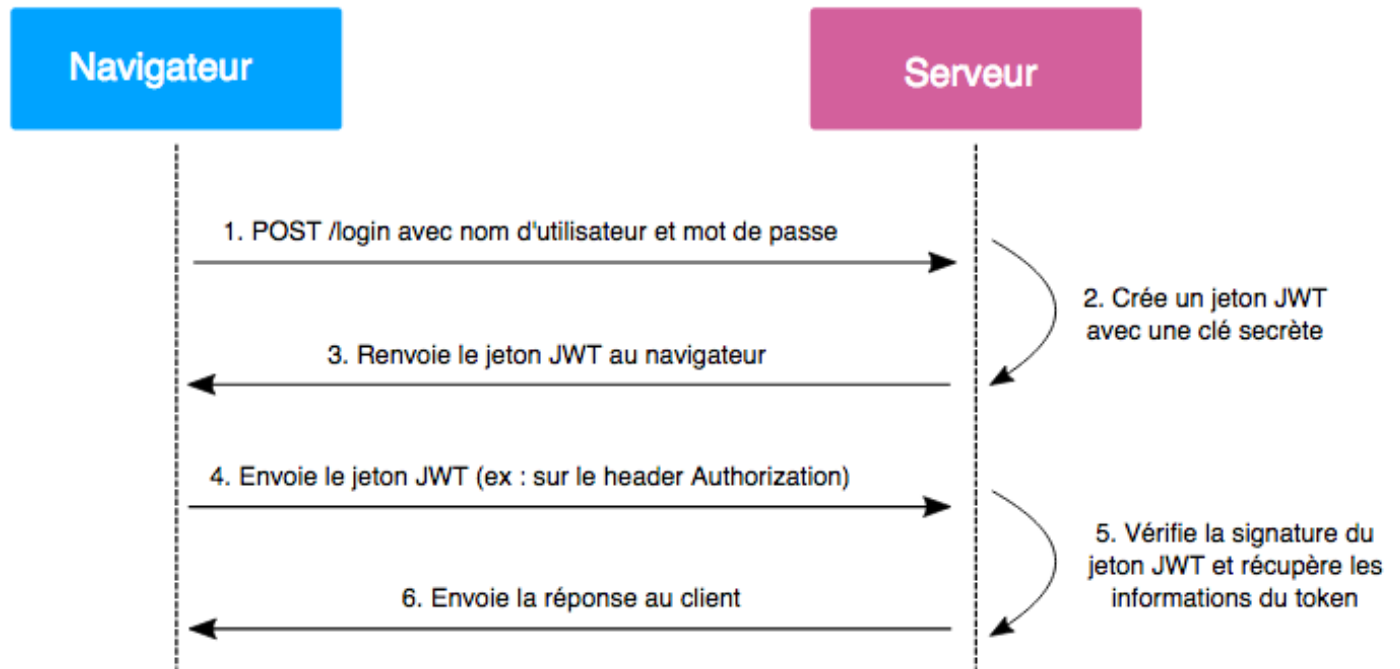 Navigateur
Serveur
1. POST /login avec nom d'utilisateur et mot de passe
2. Crée un jeton JWT
avec une clé secrète
3. Renvoie le jeton JWT au navigateur
4. Envoie le jeton JWT (ex : sur le header Authorization)
5. Vérifie la signature du
jeton JWT et récupère les
informations du token
6. Envoie la réponse au client